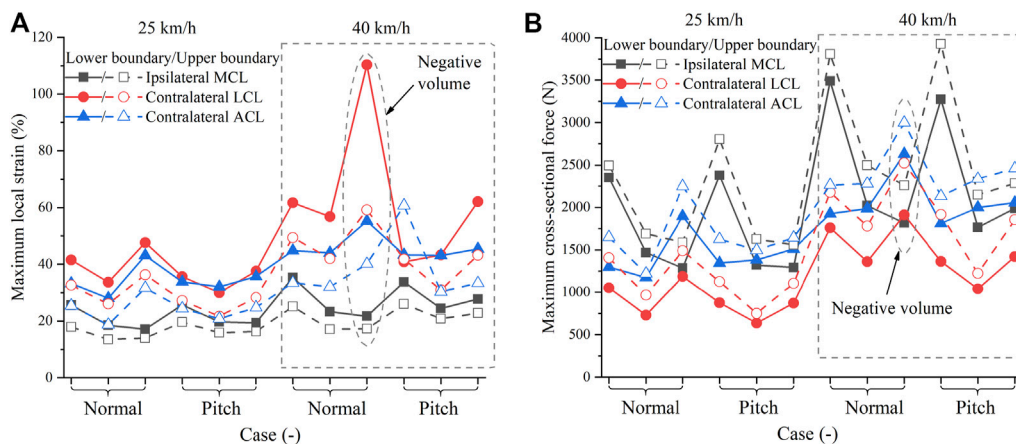 A
25 km/h
40 km/h
Lower boundary/Upper boundary
/ Ipsilateral MCL
/ Contralateral LCL
/ Contralateral ACL
Negative
volume
Maximum local strain (%)
120
100
80
60
40
20
0
Normal
Pitch
Normal
Pitch
Case (-)
B
25 km/h
40 km/h
Lower boundary/Upper boundary
/ Ipsilateral MCL
/ Contralateral LCL
/ Contralateral ACL
Negative volume
Maximum cross-sectional force (N)
4000
3500
3000
2500
2000
1500
1000
500
0
Normal
Pitch
Normal
Pitch
Case (-)